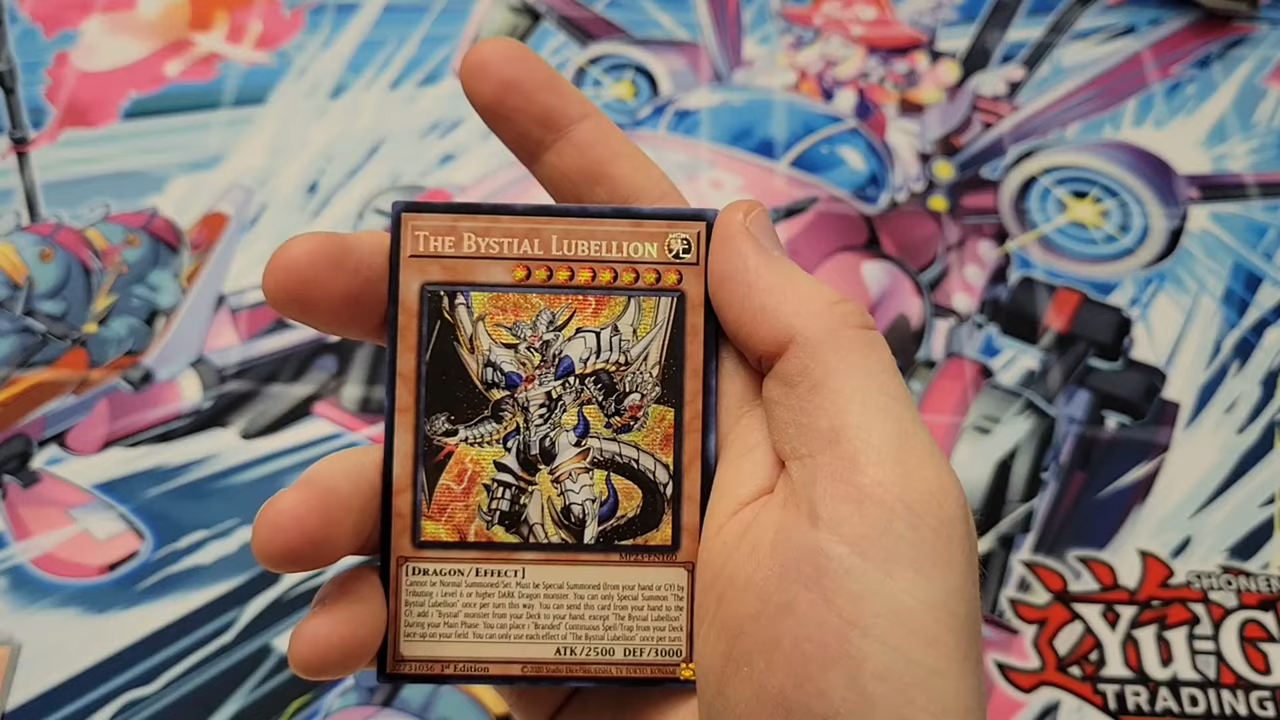 THE BYSTIAL LUBELLION 光
MP23-EN160
[DRAGON/EFFECT]
Cannot be Normal Summoned/Set. Must be Special Summoned (from your hand or GY) by
Tributing 1 Level 6 or higher DARK Dragon monster. You can only Special Summon "The
Bystial Lubellion" once per turn this way. You can send this card from your hand to the
GY; add 1 "Bystial" monster from your Deck to your hand, except "The Bystial Lubellion".
During your Main Phase: You can place 1 "Branded" Continuous Spell/Trap from your Deck
face-up on your field. You can only use each effect of "The Bystial Lubellion" once per turn.
ATK/2500 DEF/3000
2731036 1st Edition ©2020 Studio Dice/SHUEISHA, TV TOKYO, KONAMI
SHONEN
YU-G
TRADING